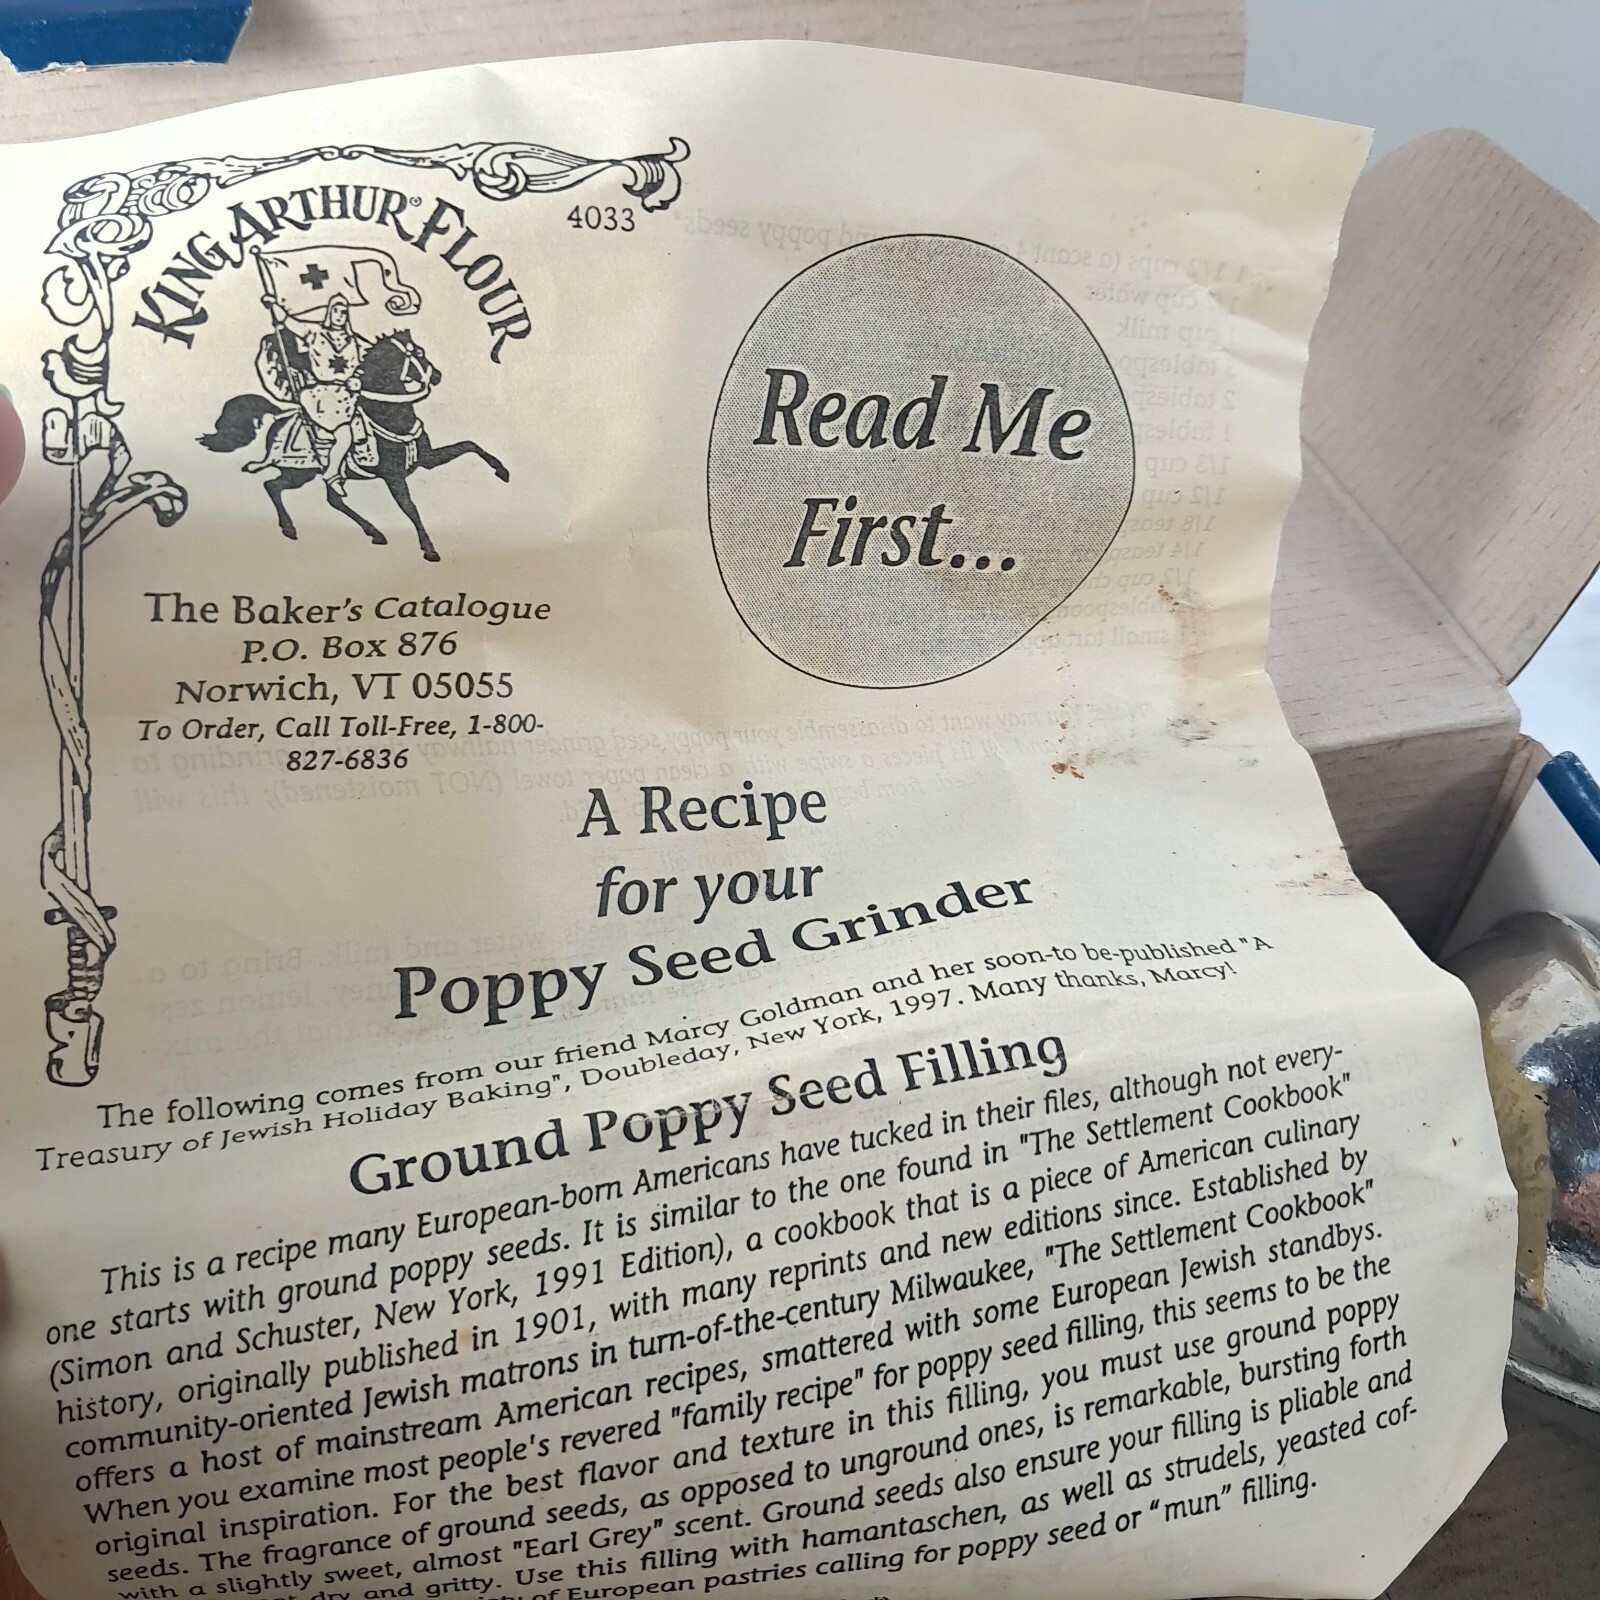 KING ARTHUR® FLOUR
4033
Read Me
First...
The Baker's Catalogue
P.O. Box 876
Norwich, VT 05055
To Order, Call Toll-Free, 1-800-
827-6836
A Recipe
for your
Poppy Seed Grinder
The following comes from our friend Marcy Goldman and her soon-to be-published "A
Treasury of Jewish Holiday Baking", Doubleday, New York, 1997. Many thanks, Marcy!
Ground Poppy Seed Filling
This is a recipe many European-born Americans have tucked in their files, although not every-
one starts with ground poppy seeds. It is similar to the one found in "The Settlement Cookbook"
(Simon and Schuster, New York, 1991 Edition), a cookbook that is a piece of American culinary
history, originally published in 1901, with many reprints and new editions since. Established by
community-oriented Jewish matrons in turn-of-the-century Milwaukee, "The Settlement Cookbook"
offers a host of mainstream American recipes, smattered with some European Jewish standbys.
When you examine most people's revered "family recipe" for poppy seed filling, this seems to be the
original inspiration. For the best flavor and texture in this filling, you must use ground poppy
seeds. The fragrance of ground seeds, as opposed to unground ones, is remarkable, bursting forth
with a slightly sweet, almost "Earl Grey" scent. Ground seeds also ensure your filling is pliable and
dry and gritty. Use this filling with hamantaschen, as well as strudels, yeasted cof-
of European pastries calling for poppy seed or "mun" filling.